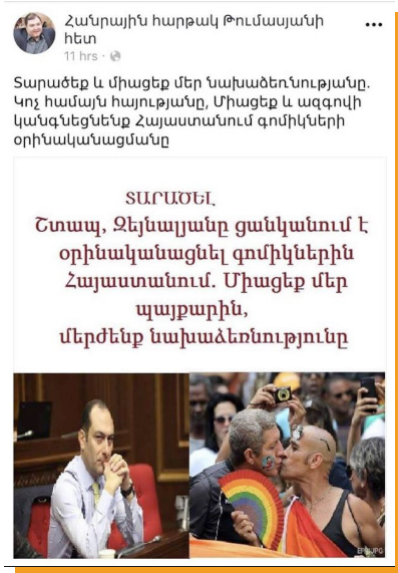 Հանրային հարթակ Թումասյանի
հետ
11 hrs ·
Տարածեք և միացեք մեր նախաձեռնությանը.
Կոչ համայն հայությանը, Միացեք և ազգովի
կանգնեցնենք Հայաստանում գոմիկների
օրինականացմանը
ՏԱՐԱԾԵԼ
Շտապ, Զեյնալյանը ցանկանում է
օրինականացնել գոմիկներին
Հայաստանում. Միացեք մեր
պայքարին,
մերժենք նախաձեռնությունը